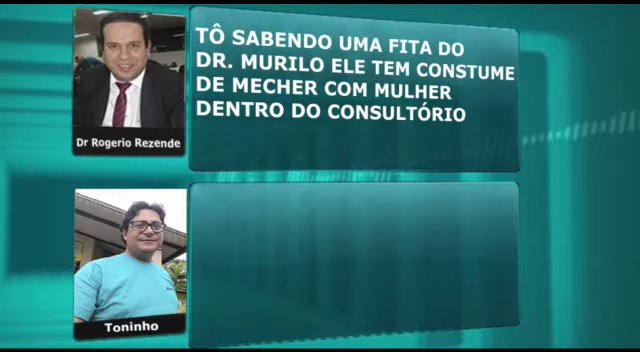 TÔ SABENDO UMA FITA DO
DR. MURILO ELE TEM CONSTUME
DE MECHER COM MULHER
DENTRO DO CONSULTÓRIO
Dr Rogerio Rezende
Toninho